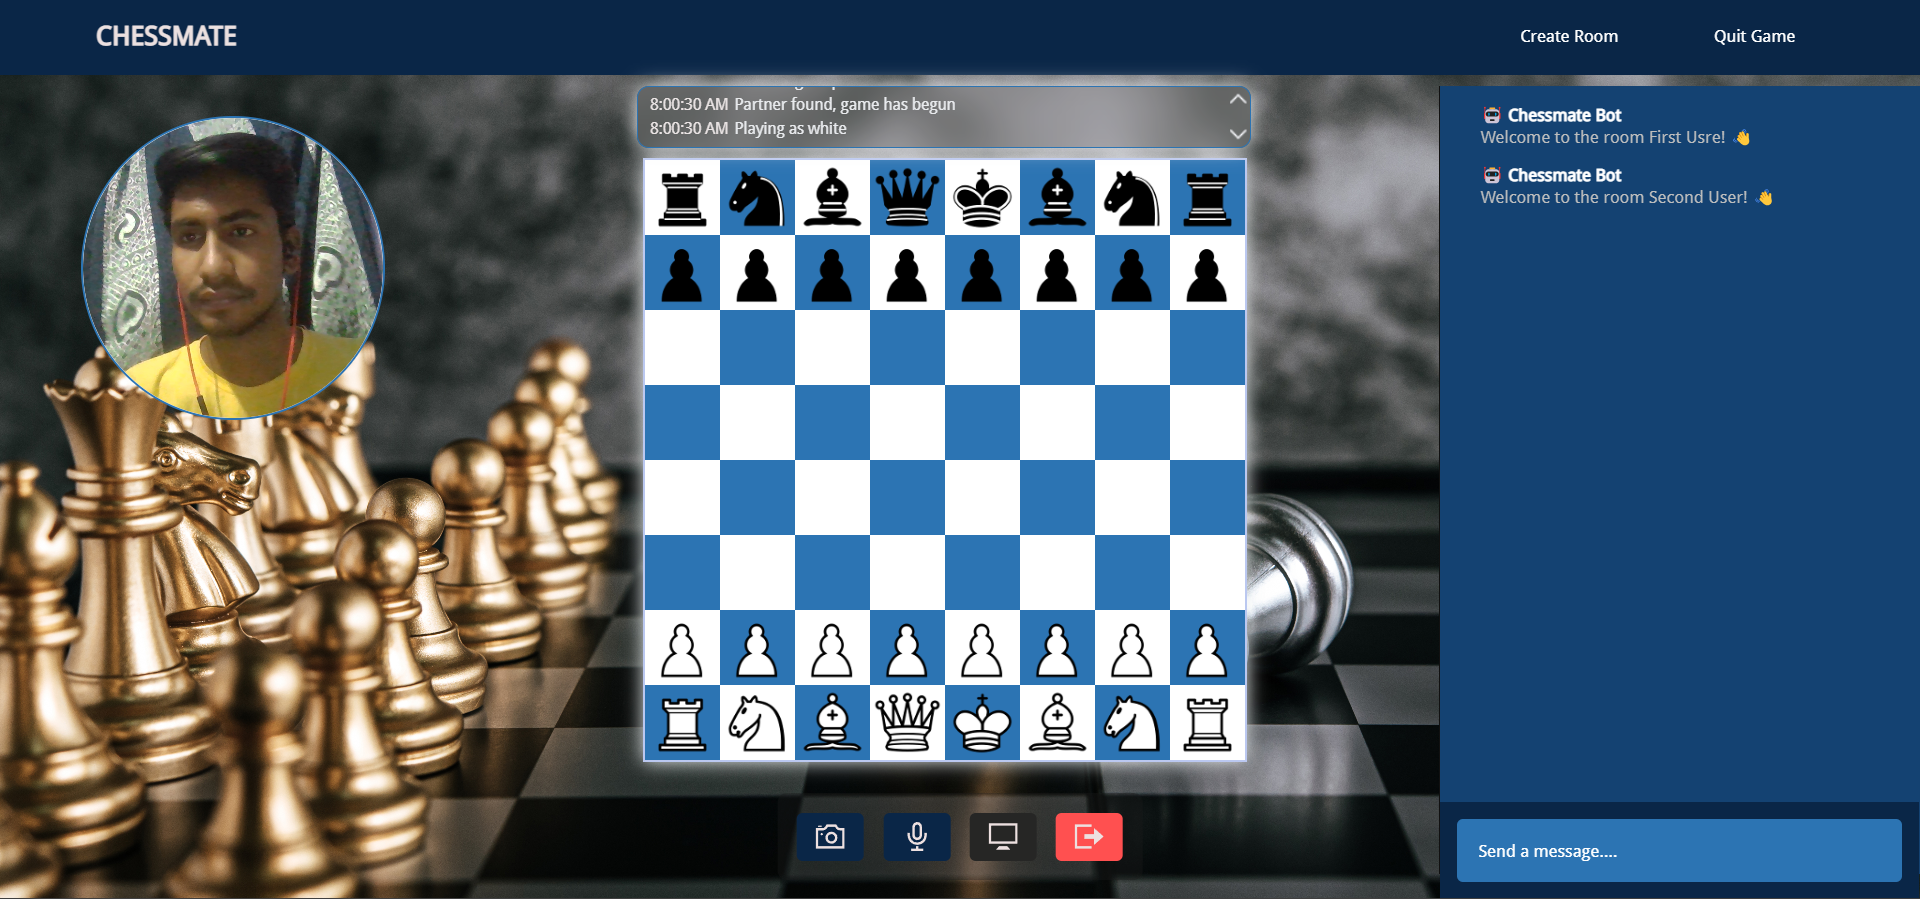 CHESSMATE
Create Room
Quit Game
8:00:30 AM Partner found, game has begun
8:00:30 AM Playing as white
Chessmate Bot
Welcome to the room First Usre! 👋
Chessmate Bot
Welcome to the room Second User! 👋
Send a message....